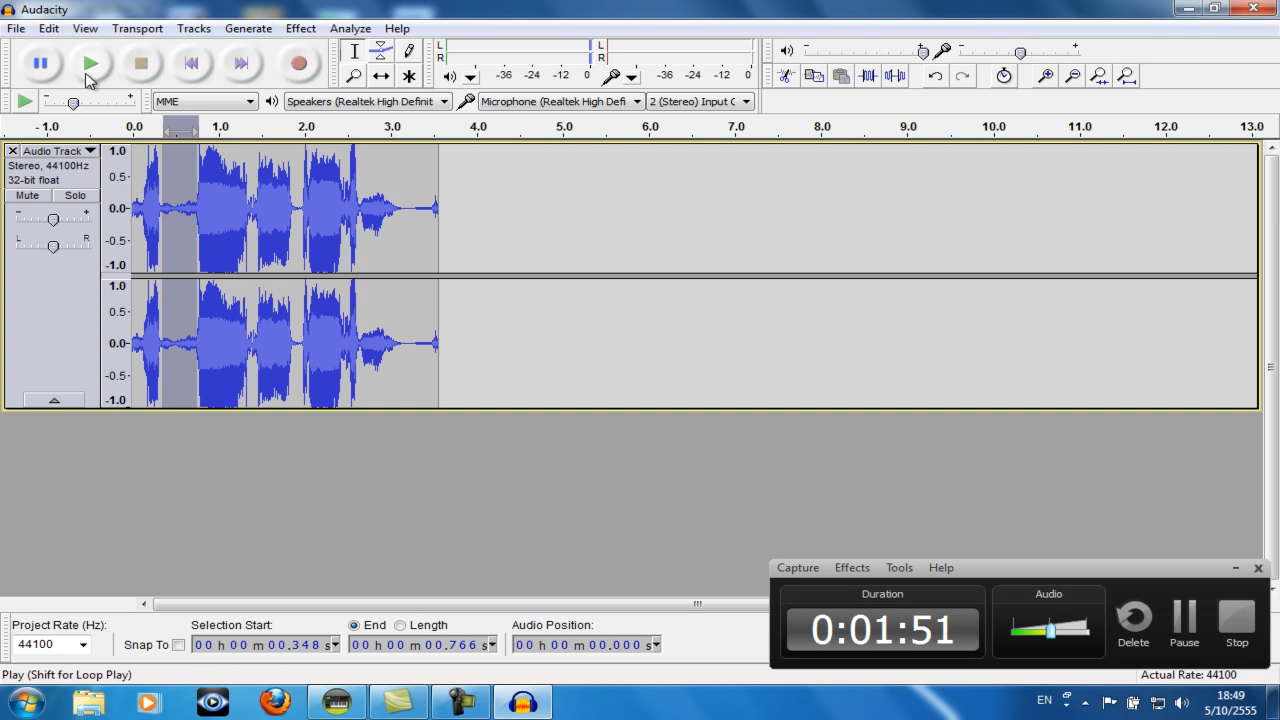 Audacity
File Edit View Transport Tracks Generate Effect Analyze Help
L R -36 -24 -12 0 L R -36 -24 -12 0
MME Speakers (Realtek High Definit Microphone (Realtek High Defi 2 (Stereo) Input C
- 1.0 0.0 1.0 2.0 3.0 4.0 5.0 6.0 7.0 8.0 9.0 10.0 11.0 12.0 13.0
Audio Track
Stereo, 44100Hz
32-bit float
Mute Solo
- +
L R
1.0
0.5-
0.0-
-0.5-
-1.0
1.0
0.5-
0.0-
-0.5-
-1.0
Capture Effects Tools Help
Duration
0:01:51
Audio
Delete Pause Stop
Project Rate (Hz): Selection Start: End Length Audio Position:
44100 Snap To 00 h 00 m 00.348 s 00 h 00 m 00.766 s 00 h 00 m 00.000 s
Play (Shift for Loop Play) Actual Rate: 44100
EN 18:49
5/10/2555